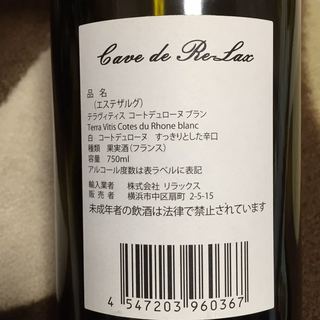 Cave de Re-Lax
品 名
（エステザルグ）
テラヴィティス コートデュローヌ ブラン
Terra Vitis Cotes du Rhone blanc
白 コートデュローヌ すっきりとした辛口
種類 果実酒（フランス）
容量 750ml
アルコール度数は表ラベルに表記
輸入業者 株式会社 リラックス
販 売 者 横浜市中区扇町 2-5-15
未成年者の飲酒は法律で禁止されています
4 547203 960367